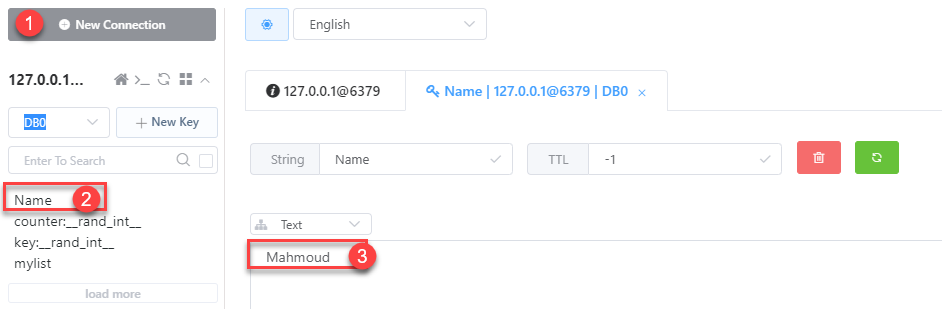 1 New Connection
127.0.0.1...
DB0
New Key
Enter To Search
Name 2
counter:__rand_int__
key:__rand_int__
mylist
load more
English
127.0.0.1@6379
Name | 127.0.0.1@6379 | DB0 ×
String Name
TTL -1
Text
Mahmoud 3